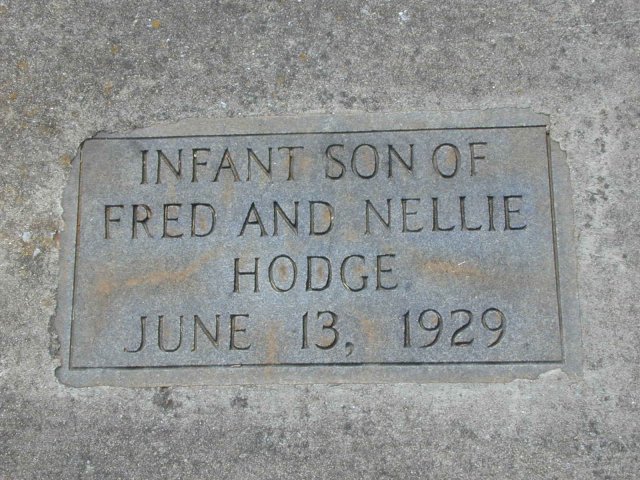 INFANT SON OF
FRED AND NELLIE
HODGE
JUNE 13, 1929